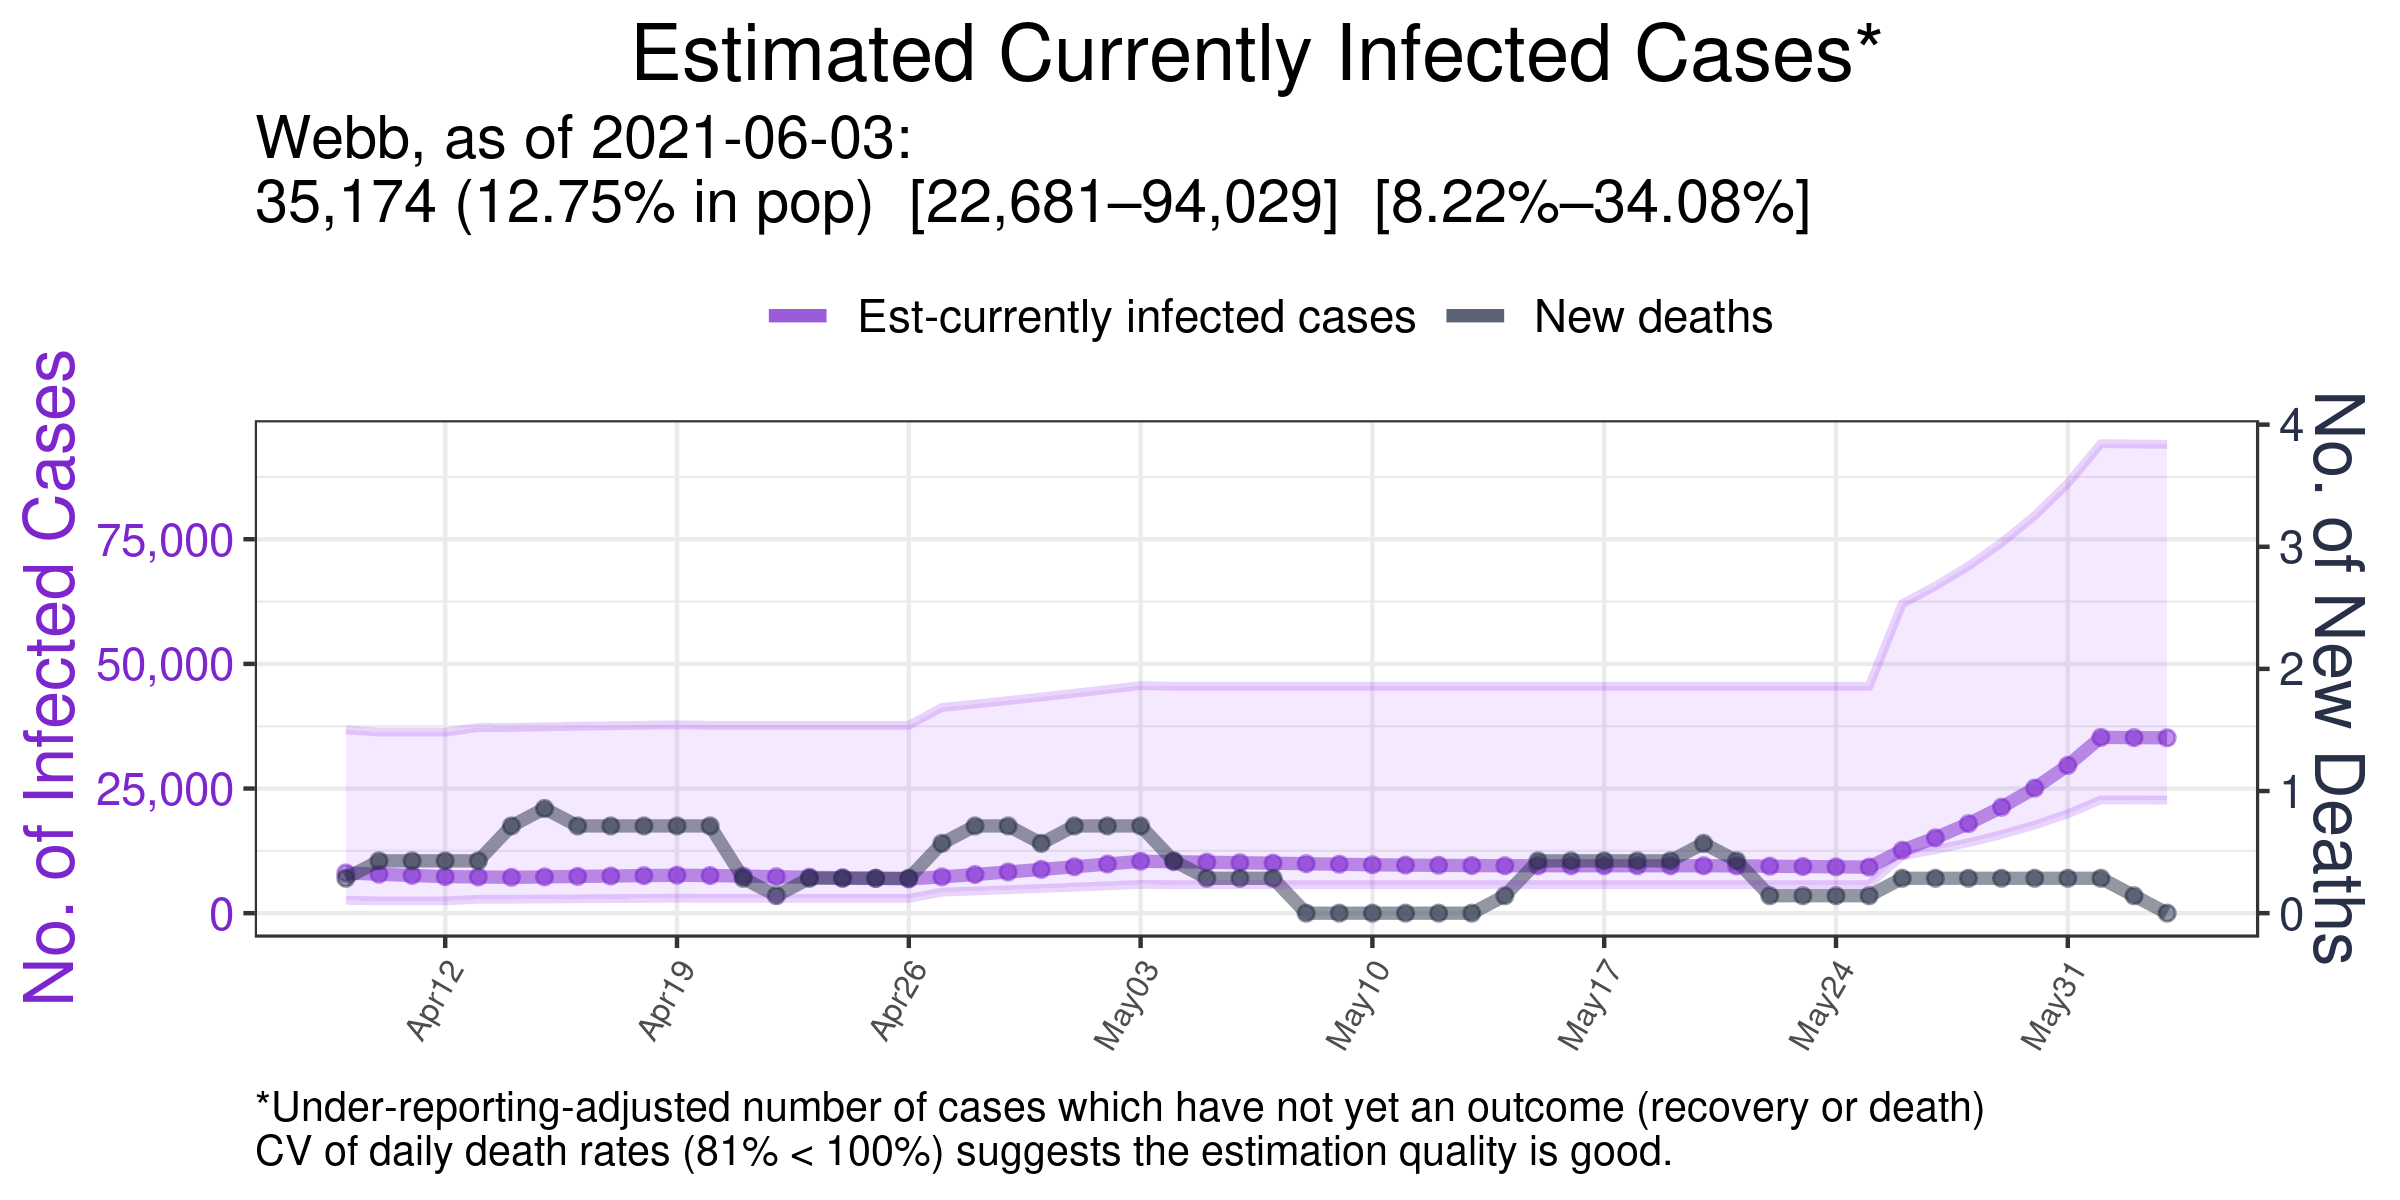 Estimated Currently Infected Cases*
Webb, as of 2021-06-03:
35,174 (12.75% in pop)  [22,681–94,029]  [8.22%–34.08%]
Est-currently infected cases
New deaths
No. of Infected Cases
75,000
50,000
25,000
0
4
3
2
1
0
No. of New Deaths
Apr12
Apr19
Apr26
May03
May10
May17
May24
May31
*Under-reporting-adjusted number of cases which have not yet an outcome (recovery or death)
CV of daily death rates (81% < 100%) suggests the estimation quality is good.